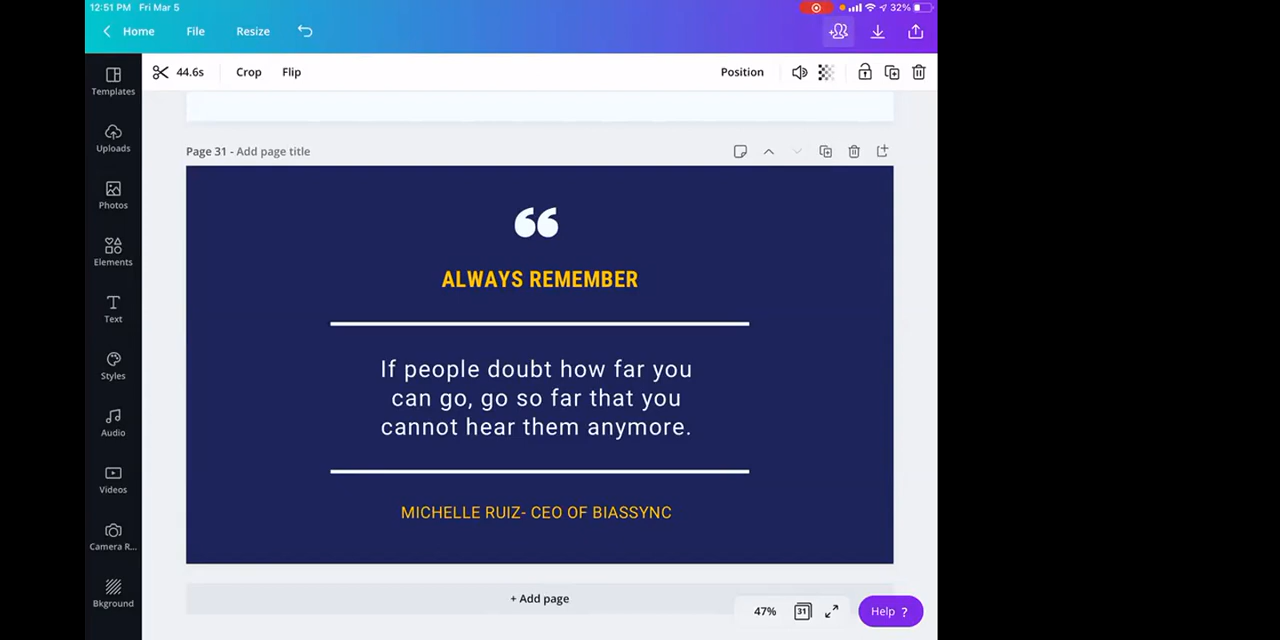 12:51 PM Fri Mar 5
32%
Home File Resize
44.6s Crop Flip Position
Templates
Uploads
Photos
Elements
Text
Styles
Audio
Videos
Camera R...
Bkground
Page 31 - Add page title
ALWAYS REMEMBER
If people doubt how far you
can go, go so far that you
cannot hear them anymore.
MICHELLE RUIZ- CEO OF BIASSYNC
+ Add page
47% 31 Help ?